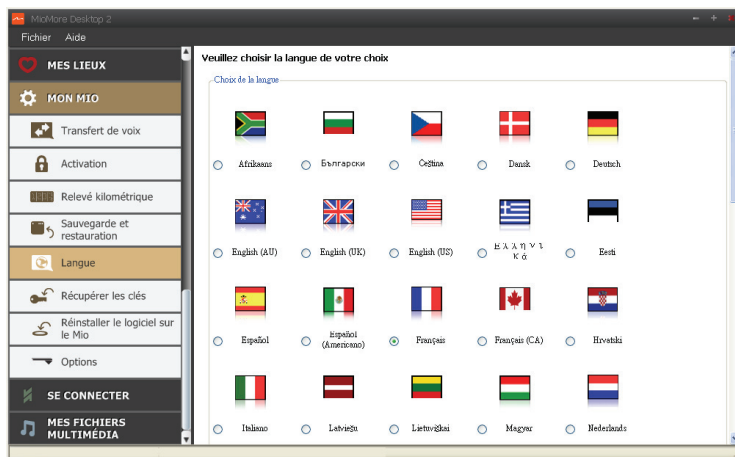 MioMore Desktop 2
Fichier Aide
MES LIEUX
MON MIO
Transfert de voix
Activation
Relevé kilométrique
Sauvegarde et
restauration
Langue
Récupérer les clés
Réinstaller le logiciel sur
le Mio
Options
SE CONNECTER
MES FICHIERS
MULTIMÉDIA
Veuillez choisir la langue de votre choix
Choix de la langue
Afrikaans Български Čeština Dansk Deutsch
English (AU) English (UK) English (US) Ελληνικά Eesti
Español Español (Americano) Français Français (CA) Hrvatski
Italiano Latviešu Lietuviškai Magyar Nederlands